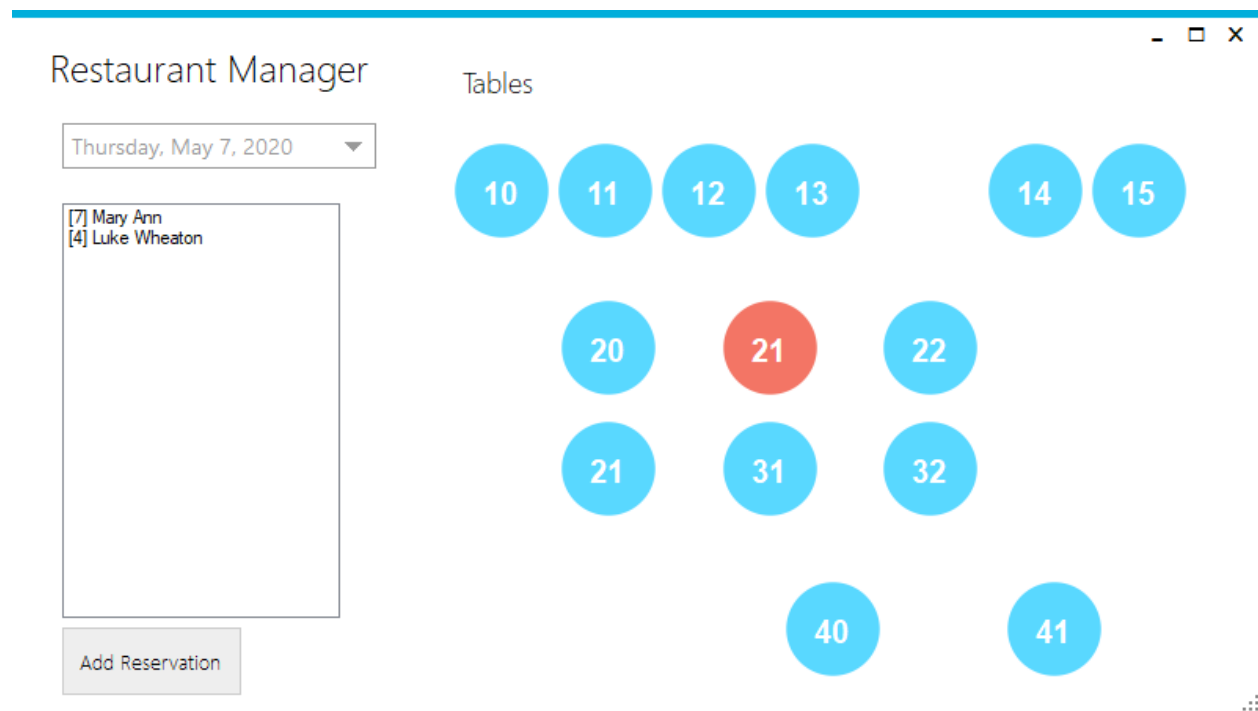 Restaurant Manager
Thursday, May 7, 2020
[7] Mary Ann
[4] Luke Wheaton
Add Reservation
Tables
10 11 12 13 14 15
20 21 22
21 31 32
40 41